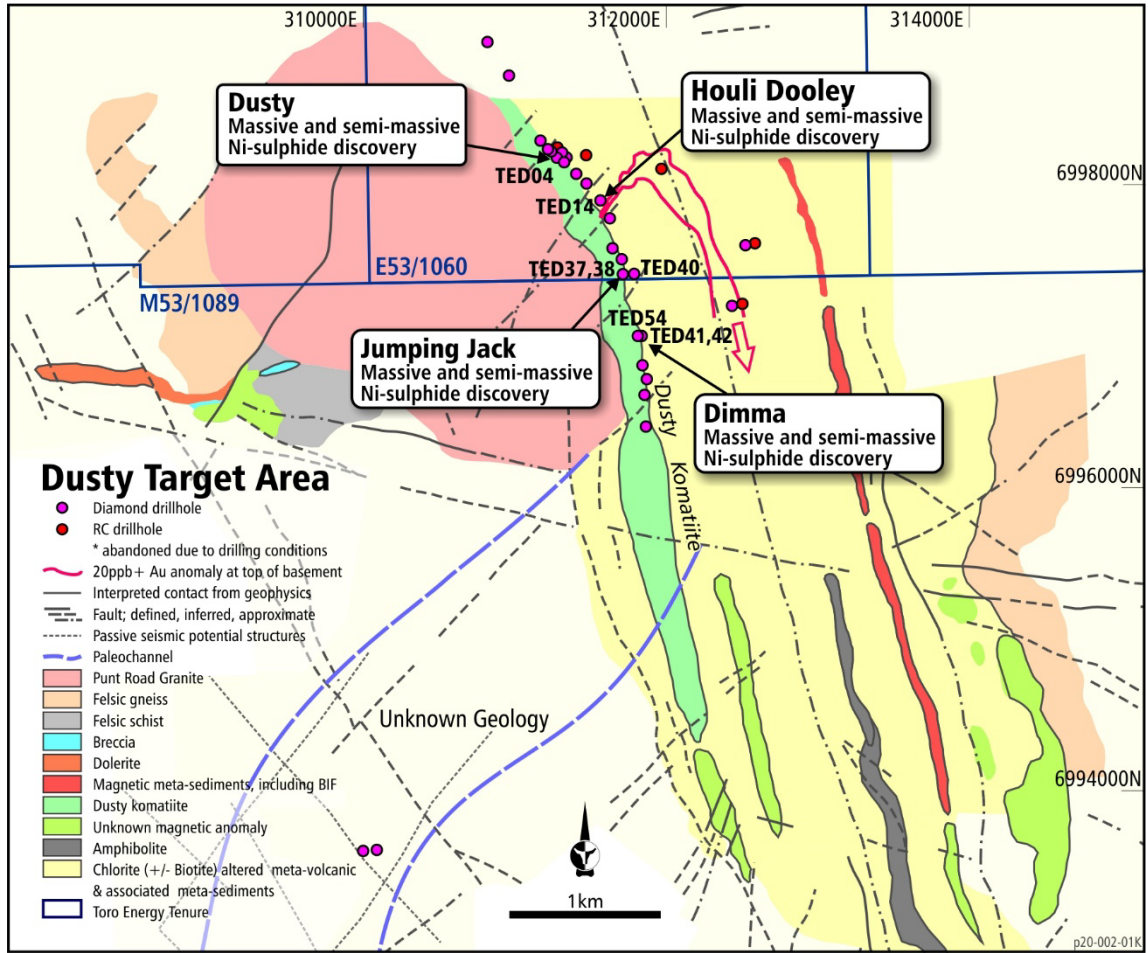 310000E
312000E
314000E
Dusty
Massive and semi-massive
Ni-sulphide discovery
Houli Dooley
Massive and semi-massive
Ni-sulphide discovery
TED04
6998000N
TED14
E53/1060
TED37,38
TED40
M53/1089
TED54
TED41,42
Jumping Jack
Massive and semi-massive
Ni-sulphide discovery
Dimma
Massive and semi-massive
Ni-sulphide discovery
Dusty Komatiite
6996000N
Dusty Target Area
Diamond drillhole
RC drillhole
* abandoned due to drilling conditions
20ppb+ Au anomaly at top of basement
Interpreted contact from geophysics
Fault; defined, inferred, approximate
Passive seismic potential structures
Paleochannel
Punt Road Granite
Felsic gneiss
Felsic schist
Breccia
Dolerite
Magnetic meta-sediments, including BIF
Dusty komatiite
Unknown magnetic anomaly
Amphibolite
Chlorite (+/- Biotite) altered meta-volcanic
& associated meta-sediments
Toro Energy Tenure
Unknown Geology
6994000N
1km
p20-002-01K